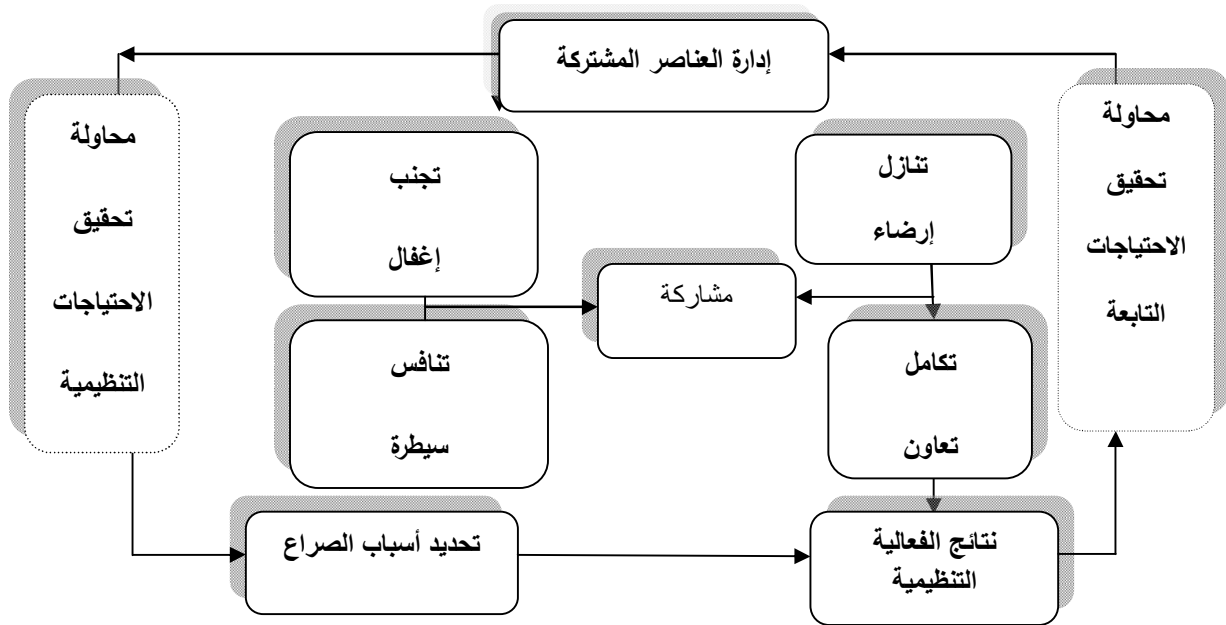 إدارة العناصر المشتركة
محاولة
تحقيق
الاحتياجات
التابعة
تنازل
إرضاء
تجنب
إغفال
محاولة
تحقيق
الاحتياجات
التنظيمية
مشاركة
تكامل
تعاون
تنافس
سيطرة
نتائج الفعالية
التنظيمية
تحديد أسباب الصراع